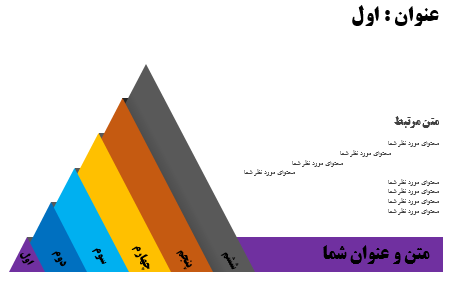 عنوان : اول
متن مرتبط
محتوای مورد نظر شما
محتوای مورد نظر شما
محتوای مورد نظر شما
محتوای مورد نظر شما
محتوای مورد نظر شما
محتوای مورد نظر شما
محتوای مورد نظر شما
محتوای مورد نظر شما
متن و عنوان شما
اول
دوم
سوم
چهارم
پنجم
ششم